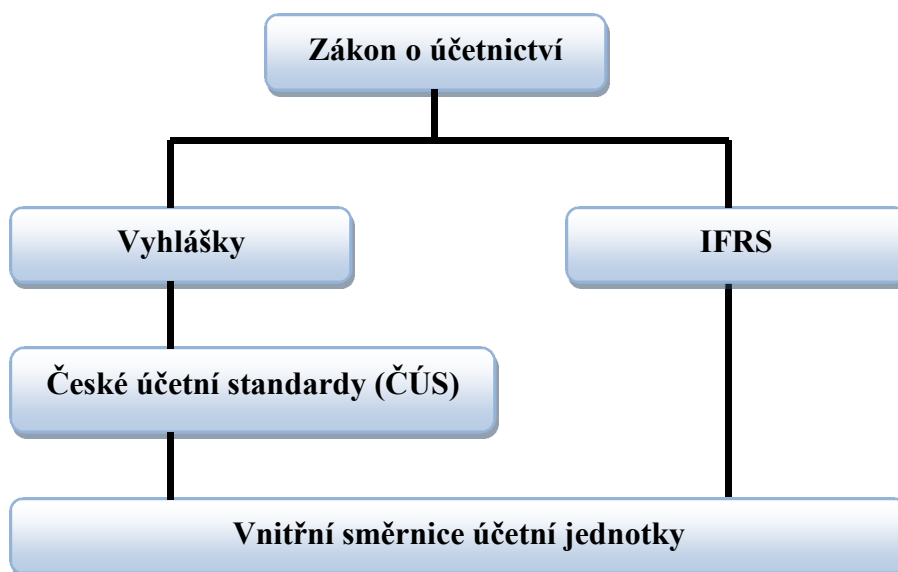 Zákon o účetnictví
Vyhlášky
IFRS
České účetní standardy (ČÚS)
Vnitřní směrnice účetní jednotky